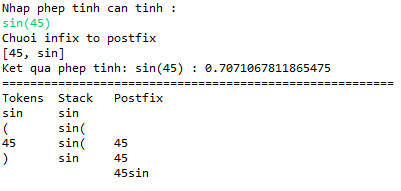 Nhap phep tinh can tinh :
sin(45)
Chuoi infix to postfix
[45, sin]
Ket qua phep tinh: sin(45) : 0.7071067811865475
========================================================
Tokens Stack Postfix
sin sin
( sin(
45 sin( 45
) sin 45
45sin